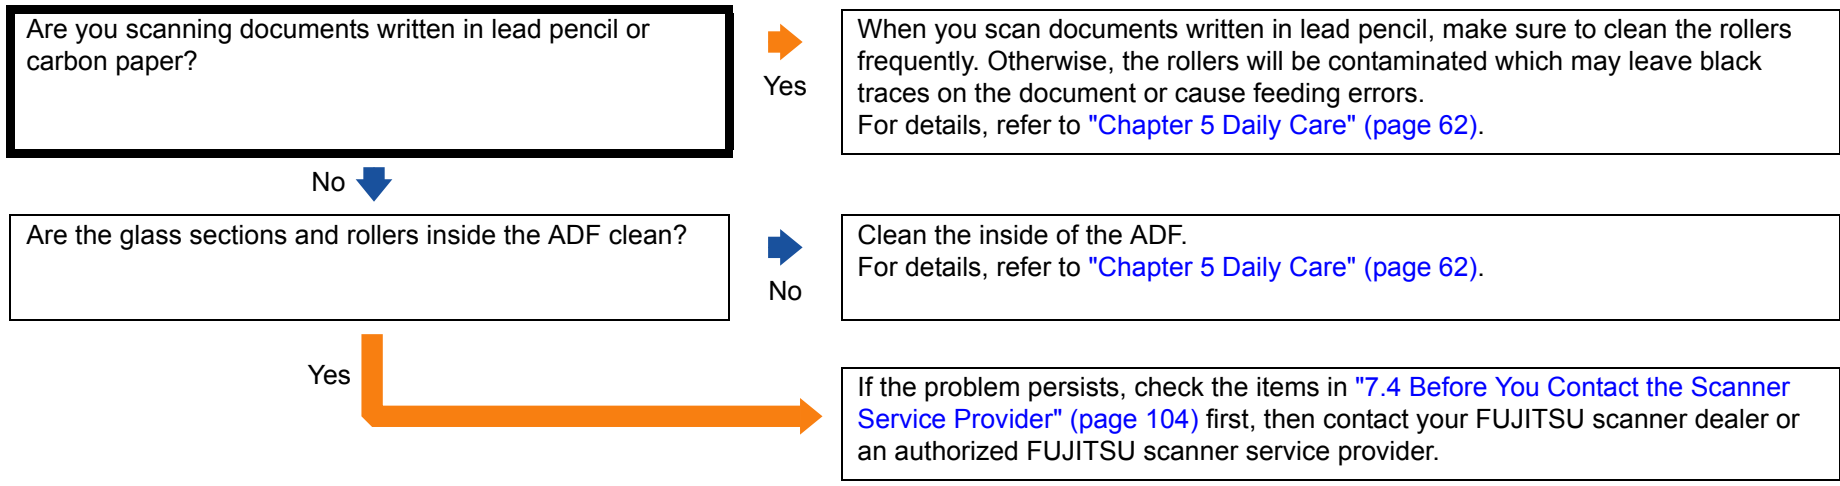 Are you scanning documents written in lead pencil or
carbon paper?
Yes
When you scan documents written in lead pencil, make sure to clean the rollers
frequently. Otherwise, the rollers will be contaminated which may leave black
traces on the document or cause feeding errors.
For details, refer to "Chapter 5 Daily Care" (page 62).
No
Are the glass sections and rollers inside the ADF clean?
No
Clean the inside of the ADF.
For details, refer to "Chapter 5 Daily Care" (page 62).
Yes
If the problem persists, check the items in "7.4 Before You Contact the Scanner
Service Provider" (page 104) first, then contact your FUJITSU scanner dealer or
an authorized FUJITSU scanner service provider.